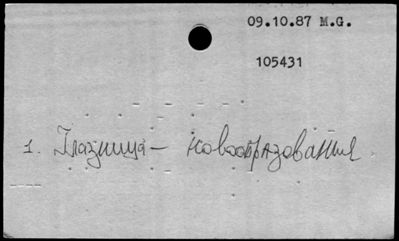 09.10.87 M.G.
105431
1. Глазница — новообразования.